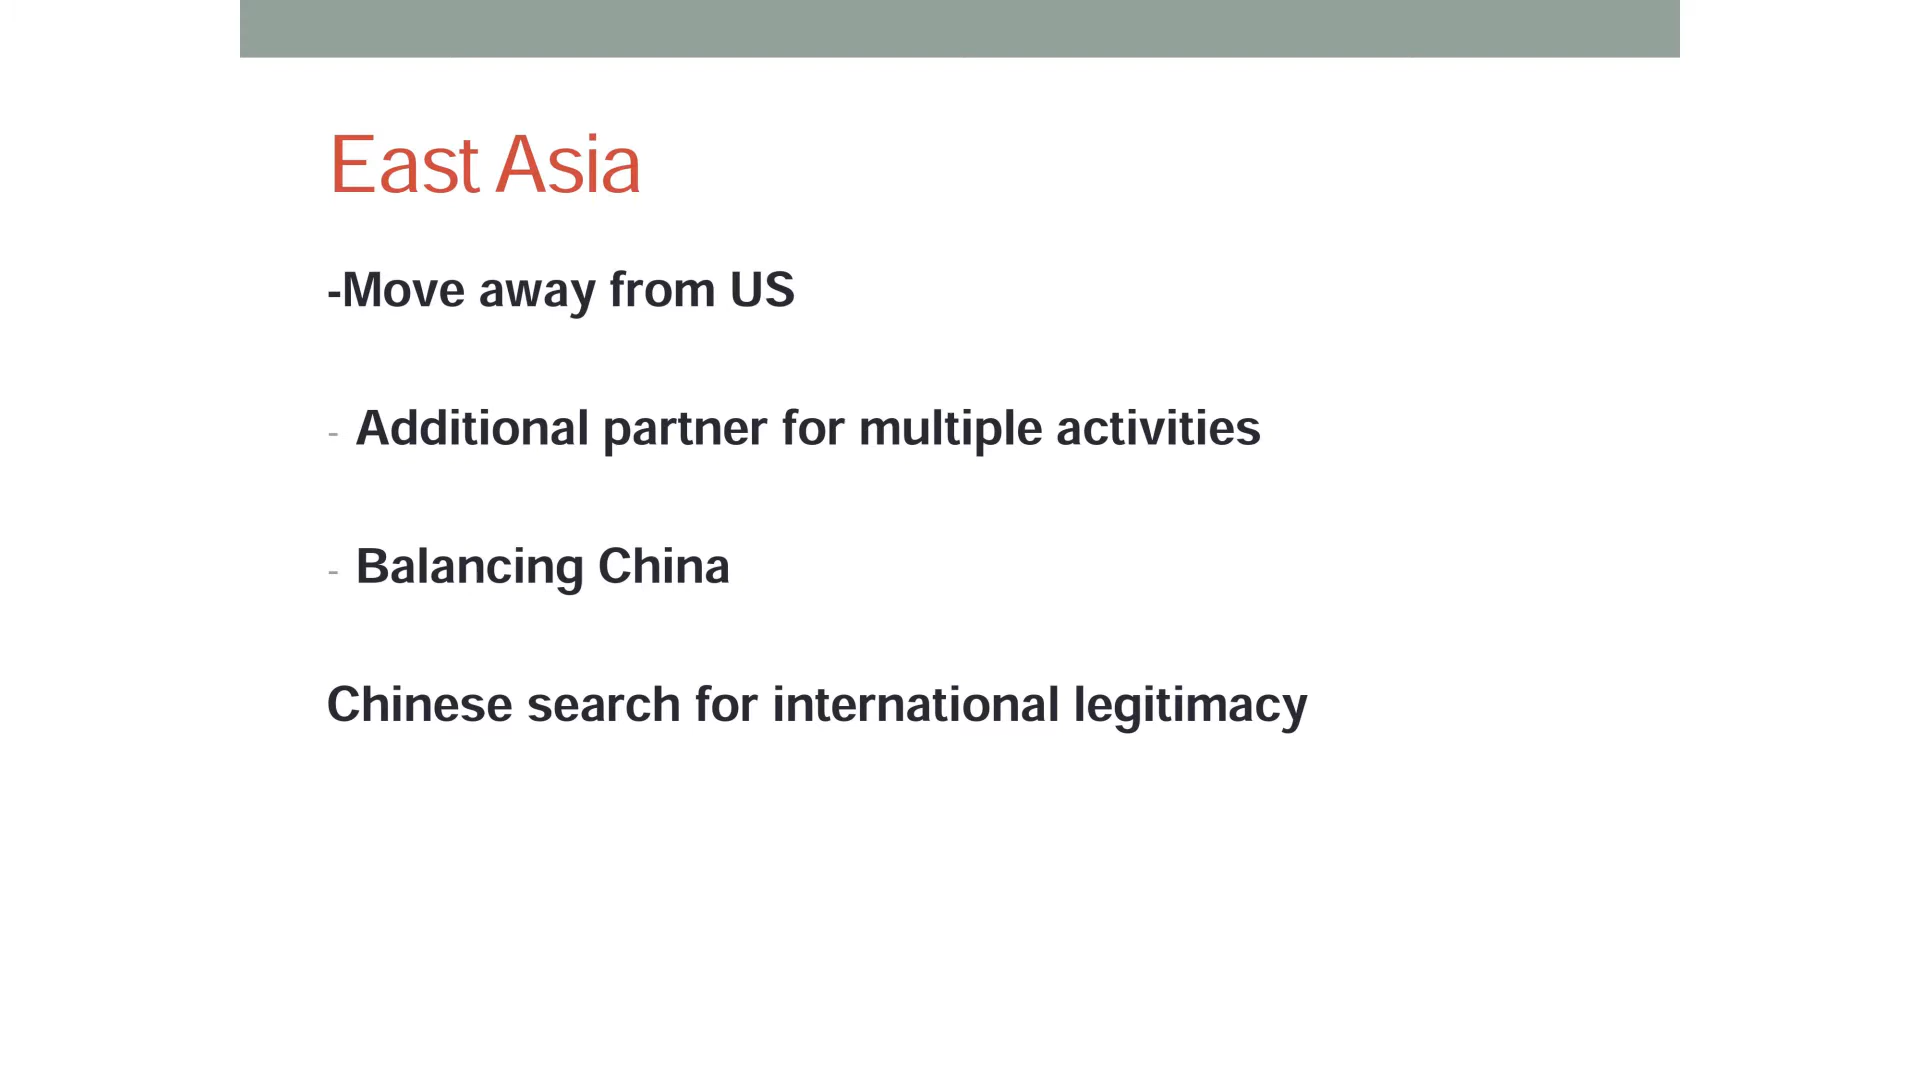 East Asia
-Move away from US
- Additional partner for multiple activities
- Balancing China
Chinese search for international legitimacy